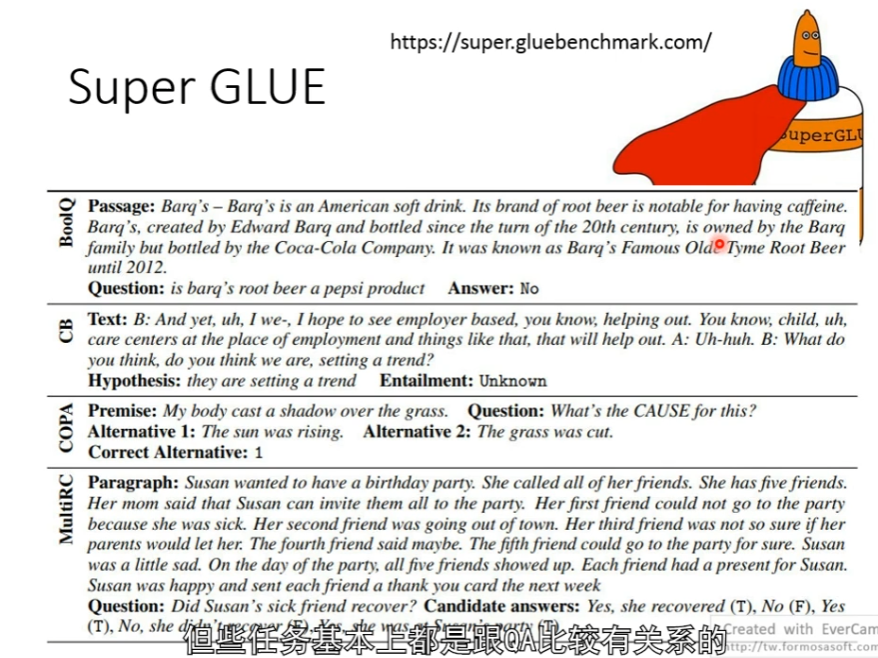 https://super.gluebenchmark.com/
Super GLUE
SuperGLU
BoolQ
Passage: Barq's – Barq's is an American soft drink. Its brand of root beer is notable for having caffeine.
Barq's, created by Edward Barq and bottled since the turn of the 20th century, is owned by the Barq
family but bottled by the Coca-Cola Company. It was known as Barq's Famous Olde Tyme Root Beer
until 2012.
Question: is barq's root beer a pepsi product Answer: No
CB
Text: B: And yet, uh, I we-, I hope to see employer based, you know, helping out. You know, child, uh,
care centers at the place of employment and things like that, that will help out. A: Uh-huh. B: What do
you think, do you think we are, setting a trend?
Hypothesis: they are setting a trend Entailment: Unknown
COPA
Premise: My body cast a shadow over the grass. Question: What's the CAUSE for this?
Alternative 1: The sun was rising. Alternative 2: The grass was cut.
Correct Alternative: 1
MultiRC
Paragraph: Susan wanted to have a birthday party. She called all of her friends. She has five friends.
Her mom said that Susan can invite them all to the party. Her first friend could not go to the party
because she was sick. Her second friend was going out of town. Her third friend was not so sure if her
parents would let her. The fourth friend said maybe. The fifth friend could go to the party for sure. Susan
was a little sad. On the day of the party, all five friends showed up. Each friend had a present for Susan.
Susan was happy and sent each friend a thank you card the next week
Question: Did Susan's sick friend recover? Candidate answers: Yes, she recovered (T), No (F), Yes
(T), No, she didn't recover (F), Yes, she was at Susan's party (T)
但些任务基本上都是跟QA比较有关系的
Created with EverCam
http://tw.formosasoft.com